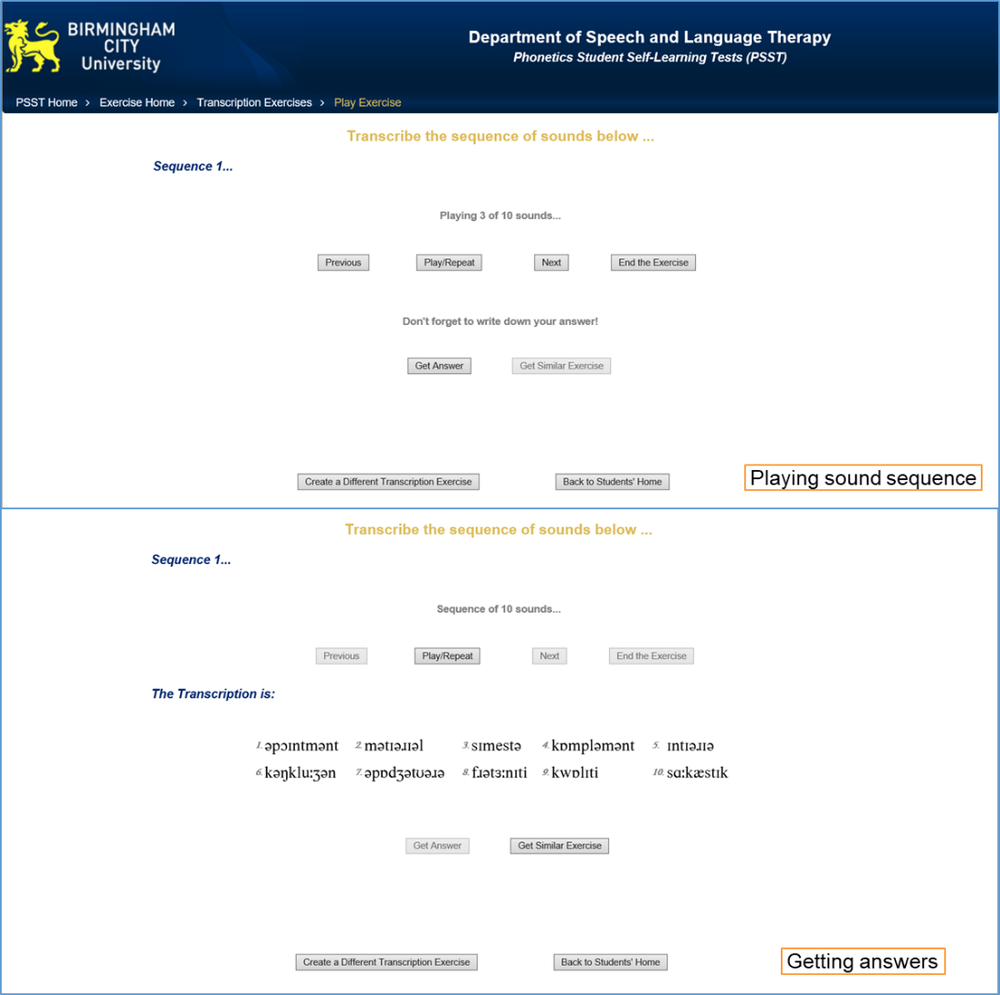 BIRMINGHAM
CITY
University
Department of Speech and Language Therapy
Phonetics Student Self-Learning Tests (PSST)
PSST Home › Exercise Home › Transcription Exercises › Play Exercise
Transcribe the sequence of sounds below ...
Sequence 1...
Playing 3 of 10 sounds...
Previous Play/Repeat Next End the Exercise
Don't forget to write down your answer!
Get Answer Get Similar Exercise
Create a Different Transcription Exercise Back to Students' Home
Playing sound sequence
Transcribe the sequence of sounds below ...
Sequence 1...
Sequence of 10 sounds...
Previous Play/Repeat Next End the Exercise
The Transcription is:
1. əpɔɪntmənt 2. mətɪəɹɪəl 3. sɪmestə 4. kɒmpləmənt 5. ɪntɪəɹɪə
6. kəŋkluːʒən 7. əpɒdʒətʊəɹə 8. fɹətɜːnɪti 9. kwɒlɪti 10. sɑːkæstɪk
Get Answer Get Similar Exercise
Create a Different Transcription Exercise Back to Students' Home
Getting answers